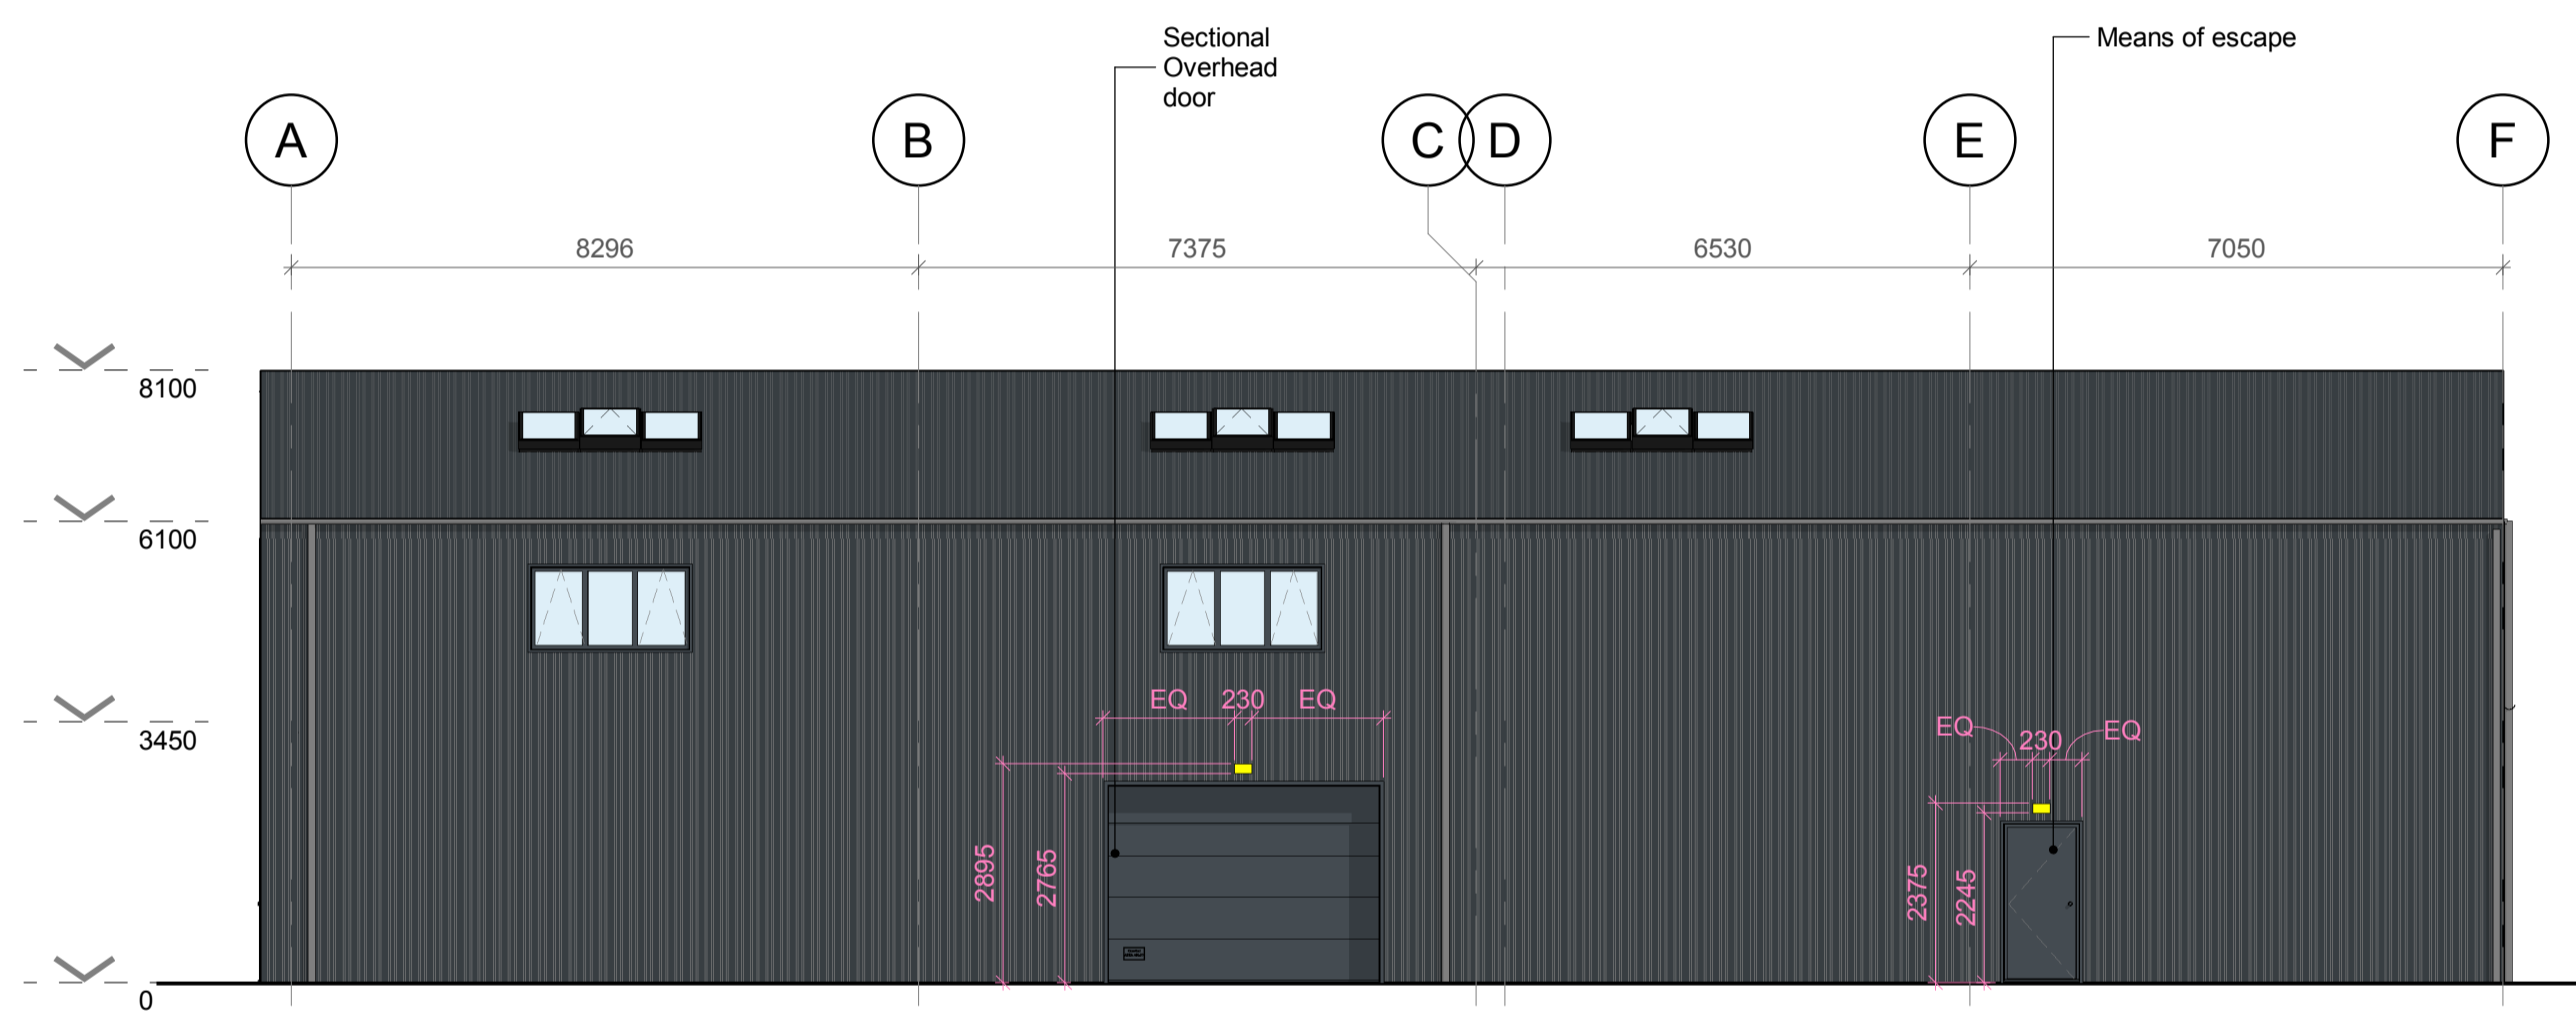 Sectional
Overhead
door
Means of escape
A
B
C
D
E
F
8296
7375
6530
7050
8100
6100
3450
EQ
230
EQ
EQ
230
EQ
2895
2765
2375
2245
0